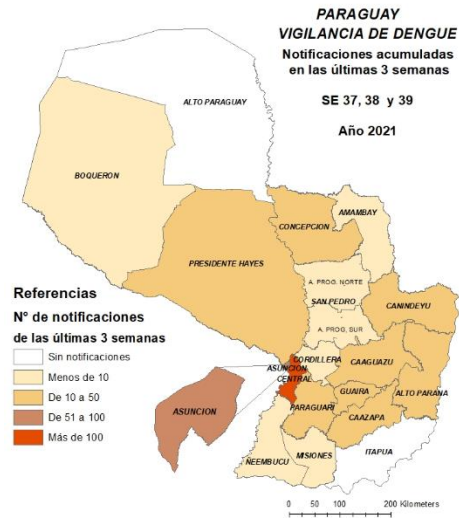 PARAGUAY
VIGILANCIA DE DENGUE
Notificaciones acumuladas
en las últimas 3 semanas
SE 37, 38 y 39
Año 2021
ALTO PARAGUAY
BOQUERON
CONCEPCION
AMAMBAY
PRESIDENTE HAYES
A. PROG. NORTE
SAN PEDRO
CANINDEYU
A. PROG, SUR
CORDILLERA
ASUNCION
CAAGUAZU
CENTRAL
GUAIRA
ALTO PARANA
PARAGUARI
CAAZAPA
ASUNCION
ITAPUA
MISIONES
ÑEEMBUCU
Referencias
N° de notificaciones
de las últimas 3 semanas
Sin notificaciones
Menos de 10
De 10 a 50
De 51 a 100
Más de 100
0 50 100 200 Kilometers